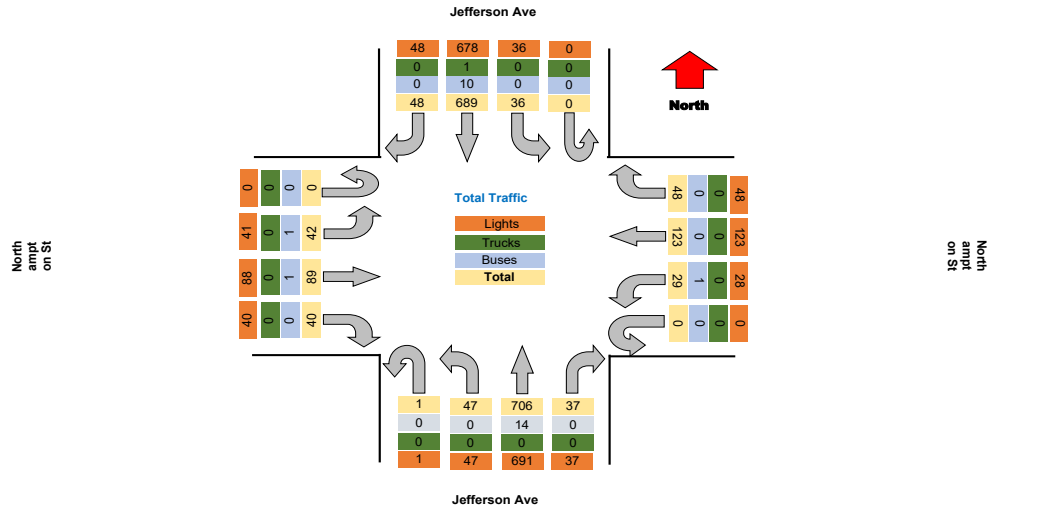 Jefferson Ave
48 678 36 0
0 1 0 0
0 10 0 0
48 689 36 0
North
0 0 0 0
41 0 1 42
88 0 1 89
40 0 0 40
North
ampt
on St
Total Traffic
Lights
Trucks
Buses
Total
48 0 0 48
123 0 0 123
29 1 0 28
0 0 0 0
North
ampt
on St
1 47 706 37
0 0 14 0
0 0 0 0
1 47 691 37
Jefferson Ave